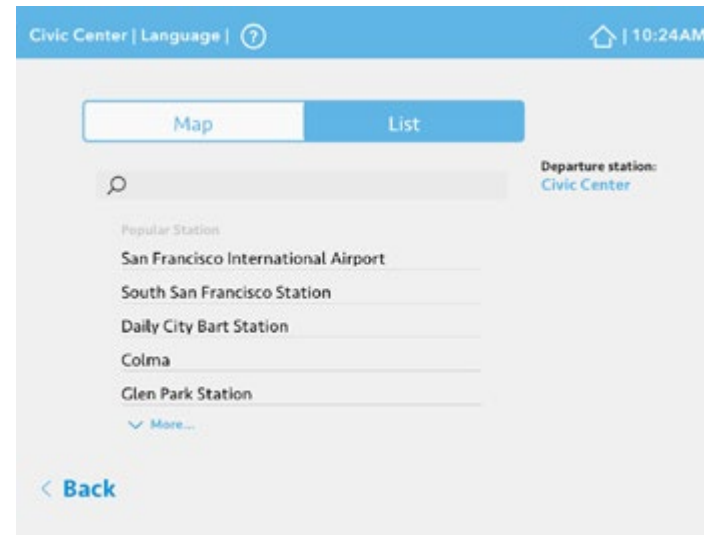 Civic Center | Language | ?
| 10:24AM
Map
List
Departure station:
Civic Center
Popular Station
San Francisco International Airport
South San Francisco Station
Daily City Bart Station
Colma
Glen Park Station
More...
< Back